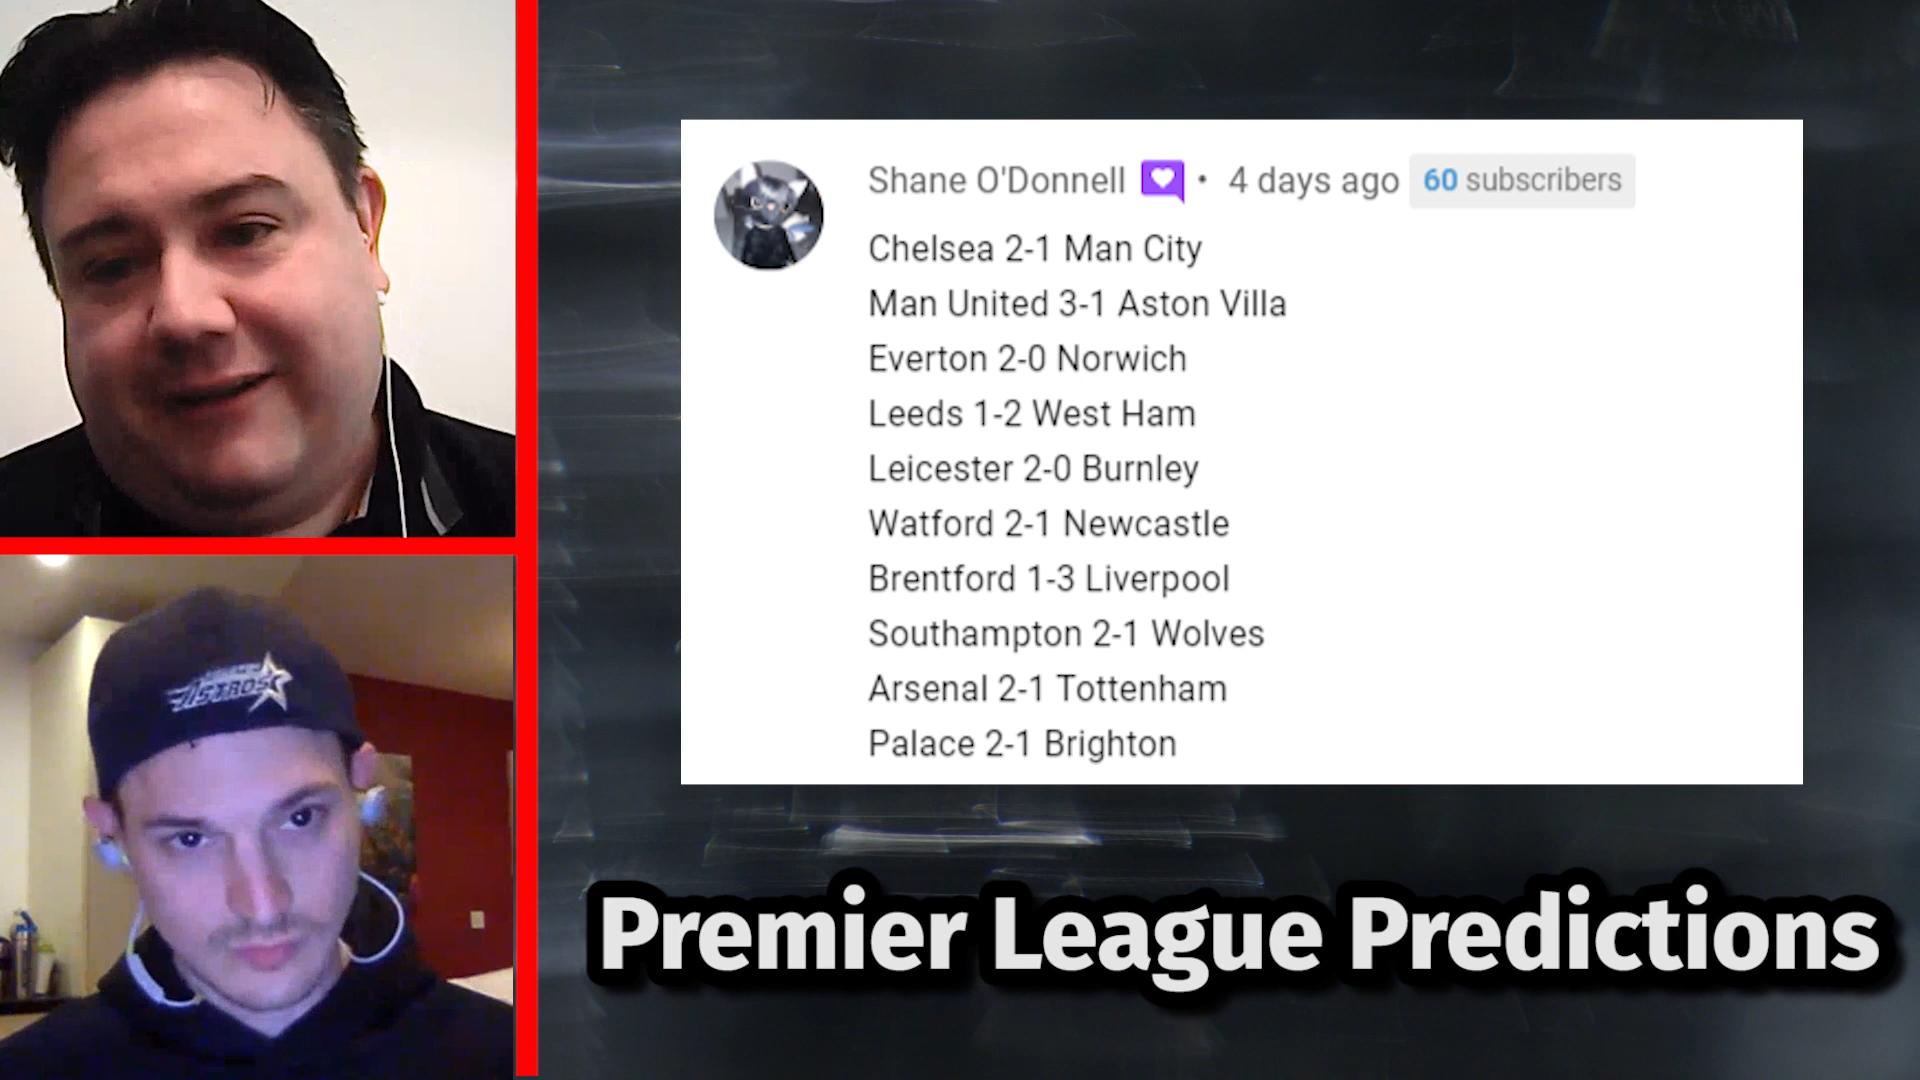 Shane O'Donnell • 4 days ago 60 subscribers
Chelsea 2-1 Man City
Man United 3-1 Aston Villa
Everton 2-0 Norwich
Leeds 1-2 West Ham
Leicester 2-0 Burnley
Watford 2-1 Newcastle
Brentford 1-3 Liverpool
Southampton 2-1 Wolves
Arsenal 2-1 Tottenham
Palace 2-1 Brighton
ASTROS
Premier League Predictions